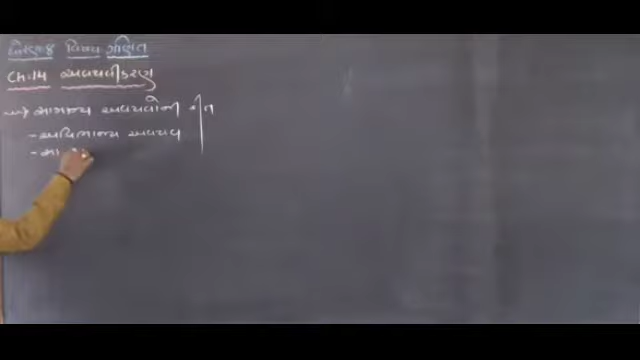 ધોરણ:8 વિષય ગણિત
Ch:14 અવયવીકરણ
સામાન્ય અવયવોની રીત
- અવિભાજ્ય અવયવ
- સા